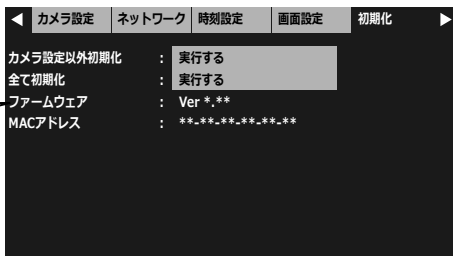 ◀ カメラ設定 ネットワーク 時刻設定 画面設定 初期化 ▶
カメラ設定以外初期化 : 実行する
全て初期化 : 実行する
ファームウェア : Ver *.**
MACアドレス : **-**-**-**-**-**